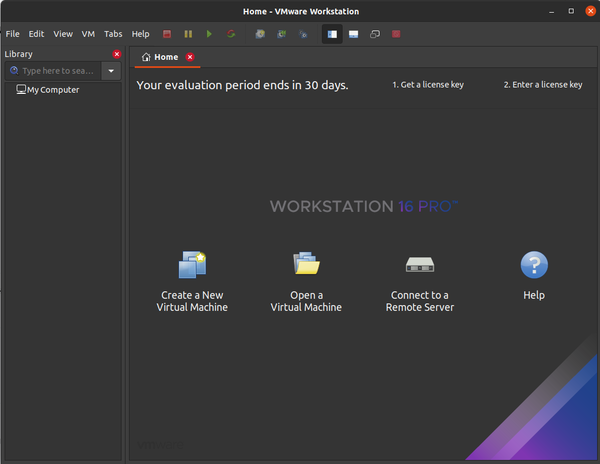 Home - VMware Workstation
File Edit View VM Tabs Help
Library
Type here to sea...
My Computer
Home
Your evaluation period ends in 30 days.
1. Get a license key
2. Enter a license key
WORKSTATION 16 PRO™
Create a New
Virtual Machine
Open a
Virtual Machine
Connect to a
Remote Server
Help